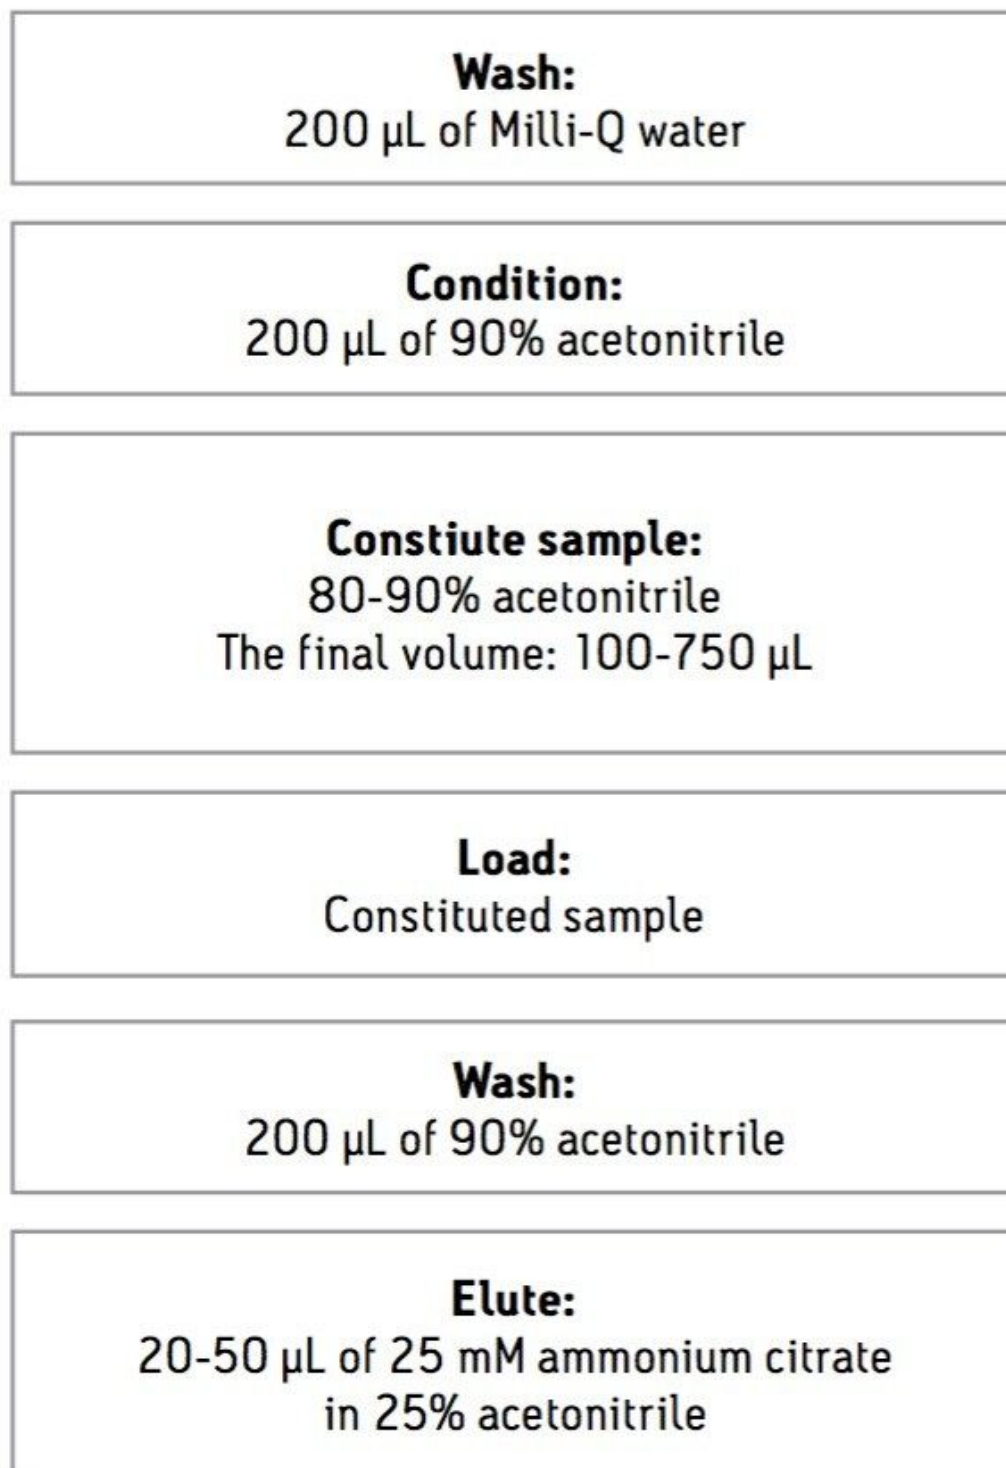 Wash:
200 µL of Milli-Q water
Condition:
200 µL of 90% acetonitrile
Constiute sample:
80-90% acetonitrile
The final volume: 100-750 µL
Load:
Constituted sample
Wash:
200 µL of 90% acetonitrile
Elute:
20-50 µL of 25 mM ammonium citrate
in 25% acetonitrile